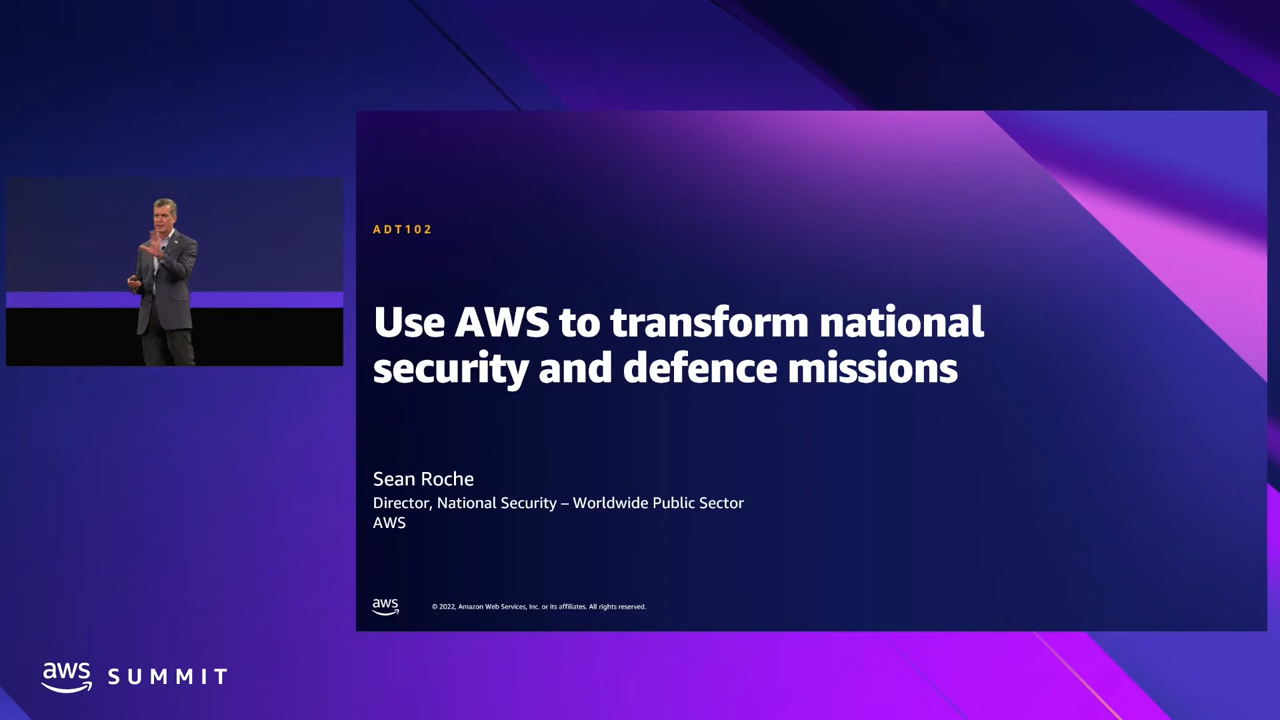 ADT102
Use AWS to transform national
security and defence missions
Sean Roche
Director, National Security – Worldwide Public Sector
AWS
aws
© 2022, Amazon Web Services, Inc. or its affiliates. All rights reserved.
aws SUMMIT